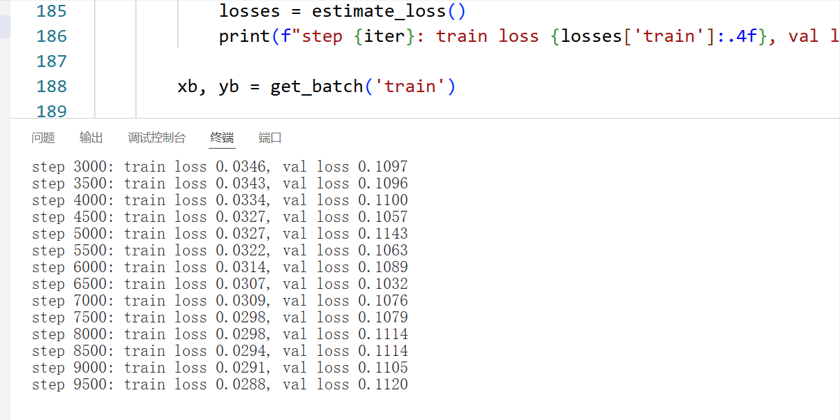 185 losses = estimate_loss()
186 print(f"step {iter}: train loss {losses['train']:.4f}, val l
187
188 xb, yb = get_batch('train')
189
问题 输出 调试控制台 终端 端口
step 3000: train loss 0.0346, val loss 0.1097
step 3500: train loss 0.0343, val loss 0.1096
step 4000: train loss 0.0334, val loss 0.1100
step 4500: train loss 0.0327, val loss 0.1057
step 5000: train loss 0.0327, val loss 0.1143
step 5500: train loss 0.0322, val loss 0.1063
step 6000: train loss 0.0314, val loss 0.1089
step 6500: train loss 0.0307, val loss 0.1032
step 7000: train loss 0.0309, val loss 0.1076
step 7500: train loss 0.0298, val loss 0.1079
step 8000: train loss 0.0298, val loss 0.1114
step 8500: train loss 0.0294, val loss 0.1114
step 9000: train loss 0.0291, val loss 0.1105
step 9500: train loss 0.0288, val loss 0.1120